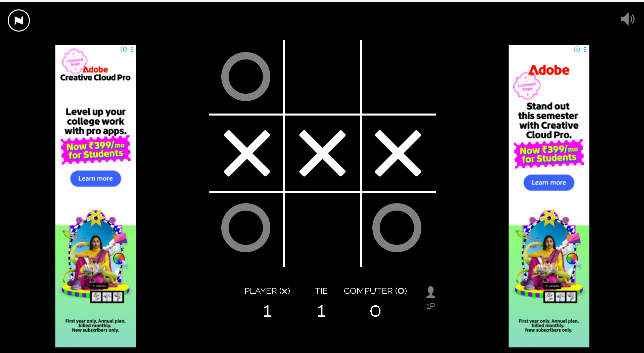 Licensed Apps
Adobe
Creative Cloud Pro
Level up your
college work
with pro apps.
Now ₹399/mo
for Students
Learn more
First year only. Annual plan,
billed monthly.
New subscribers only.
O
X X X
O O
PLAYER (X)
TIE
COMPUTER (O)
1
1
0
1P
Adobe
Stand out
this semester
with Creative
Cloud Pro.
Now ₹399/mo
for Students
Learn more
First year only. Annual plan,
billed monthly.
New subscribers only.